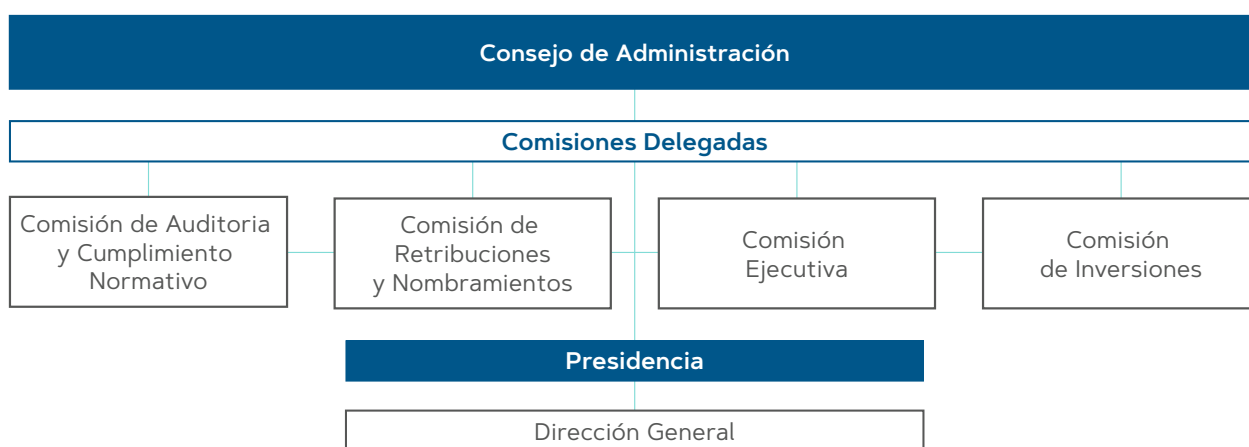 Consejo de Administración
Comisiones Delegadas
Comisión de Auditoria
y Cumplimiento
Normativo
Comisión de
Retribuciones
y Nombramientos
Comisión
Ejecutiva
Comisión
de Inversiones
Presidencia
Dirección General